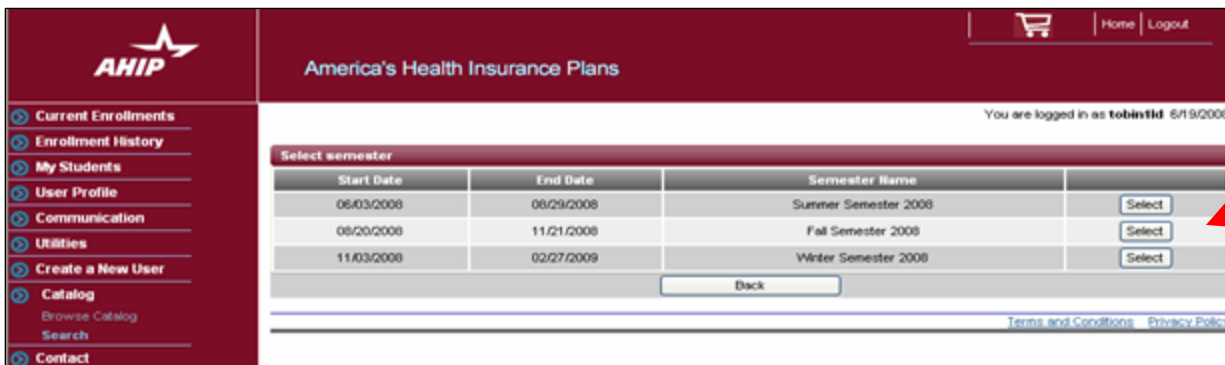 Home | Logout
AHIP
America's Health Insurance Plans
You are logged in as tobintld 6/19/2008
Current Enrollments
Enrollment History
My Students
User Profile
Communication
Utilities
Create a New User
Catalog
Browse Catalog
Search
Contact
Select semester
Start Date End Date Semester Name
06/03/2008 08/29/2008 Summer Semester 2008 Select
08/20/2008 11/21/2008 Fall Semester 2008 Select
11/03/2008 02/27/2009 Winter Semester 2008 Select
Back
Terms and Conditions Privacy Policy